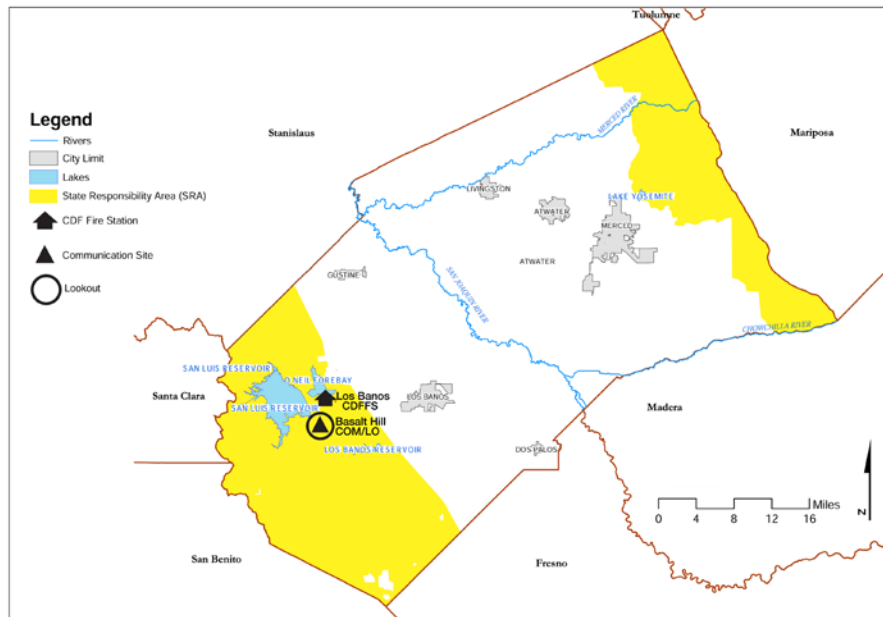 Tuolumne
Legend
Rivers
City Limit
Lakes
State Responsibility Area (SRA)
CDF Fire Station
Communication Site
Lookout
Stanislaus
MERCED RIVER
Mariposa
LIVINGSTON
LAKE YOSEMITE
ATWATER
MERCED
ATWATER
GUSTINE
SAN JOAQUIN RIVER
CHOWCHILLA RIVER
SAN LUIS RESERVOIR
O NEIL FOREBAY
Santa Clara
SAN LUIS RESERVOIR
Los Banos
CDFFS
LOS BANOS
Basalt Hill
COM/LO
Madera
LOS BANOS RESERVOIR
DOS PALOS
Miles
0 4 8 12 16
N
San Benito
Fresno